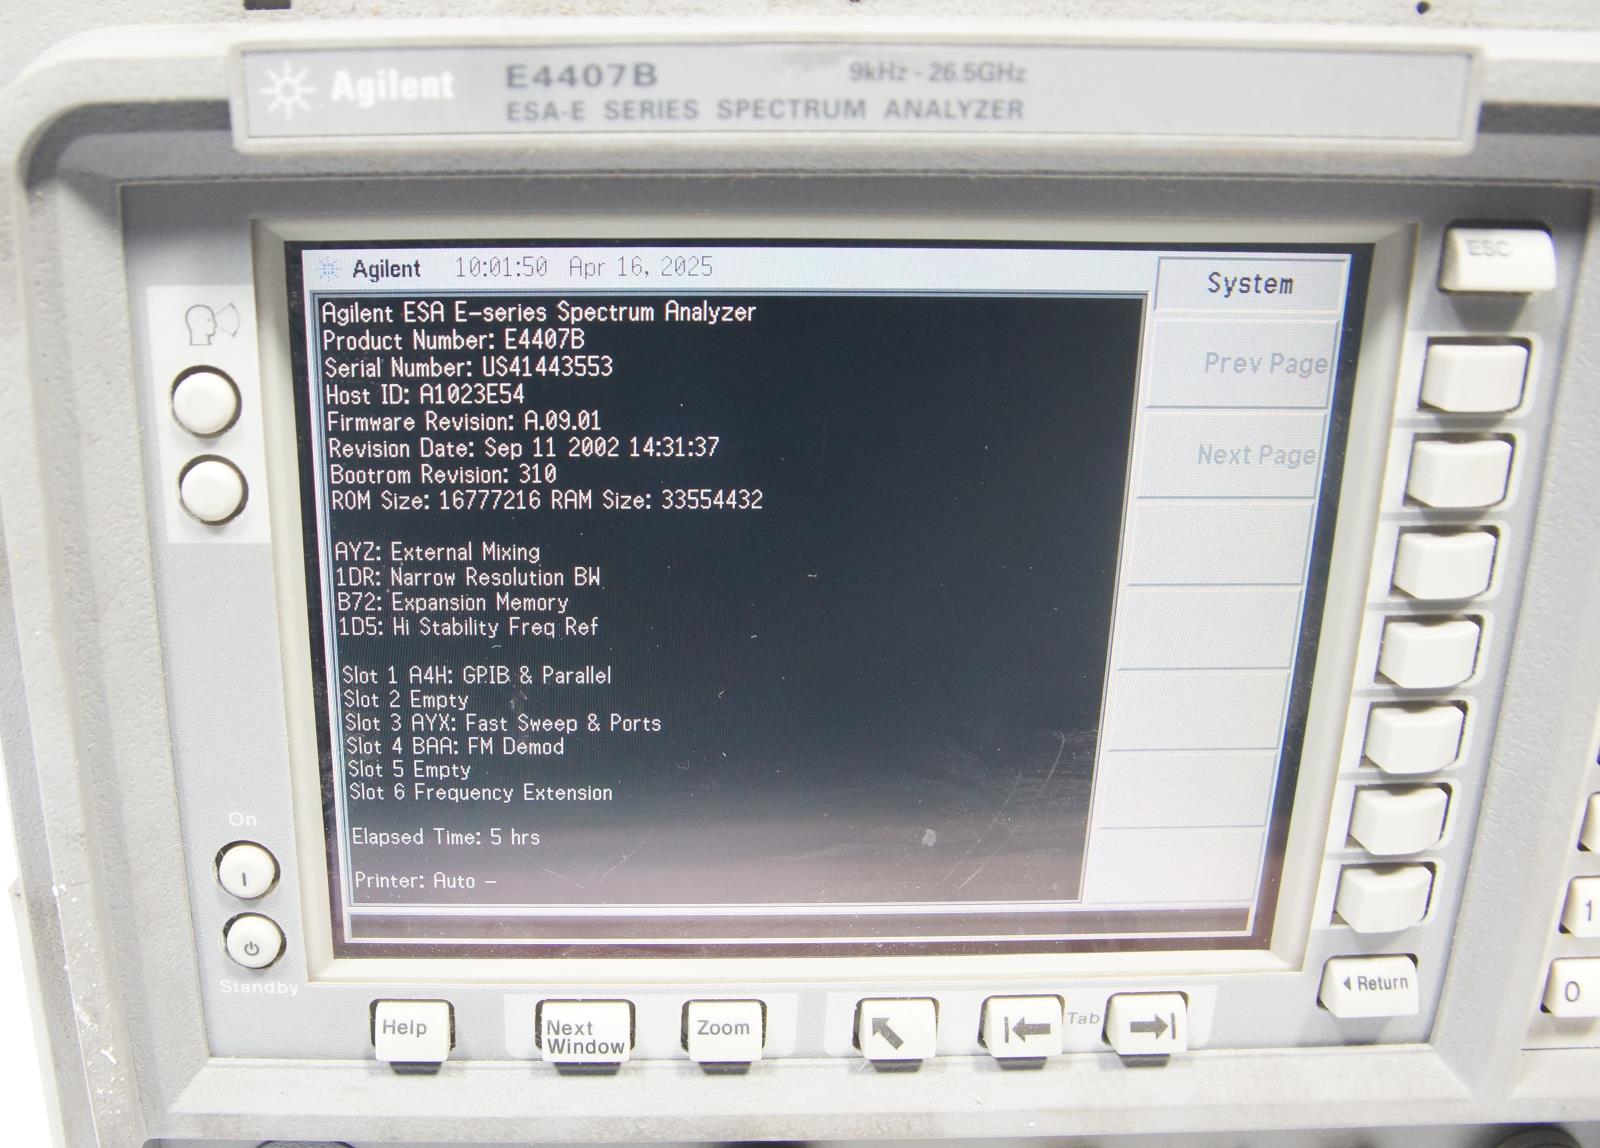 Agilent E4407B 9kHz - 26.5GHz
ESA-E SERIES SPECTRUM ANALYZER
ESC
Agilent 10:01:50 Apr 16, 2025
System
Prev Page
Next Page
Agilent ESA E-series Spectrum Analyzer
Product Number: E4407B
Serial Number: US41443553
Host ID: A1023E54
Firmware Revision: A.09.01
Revision Date: Sep 11 2002 14:31:37
Bootrom Revision: 310
ROM Size: 16777216 RAM Size: 33554432
AYZ: External Mixing
1DR: Narrow Resolution BW
B72: Expansion Memory
1D5: Hi Stability Freq Ref
Slot 1 A4H: GPIB & Parallel
Slot 2 Empty
Slot 3 AYX: Fast Sweep & Ports
Slot 4 BAA: FM Demod
Slot 5 Empty
Slot 6 Frequency Extension
Elapsed Time: 5 hrs
Printer: Auto -
On
Standby
Return
1
0
Help
Next
Window
Zoom
Tab